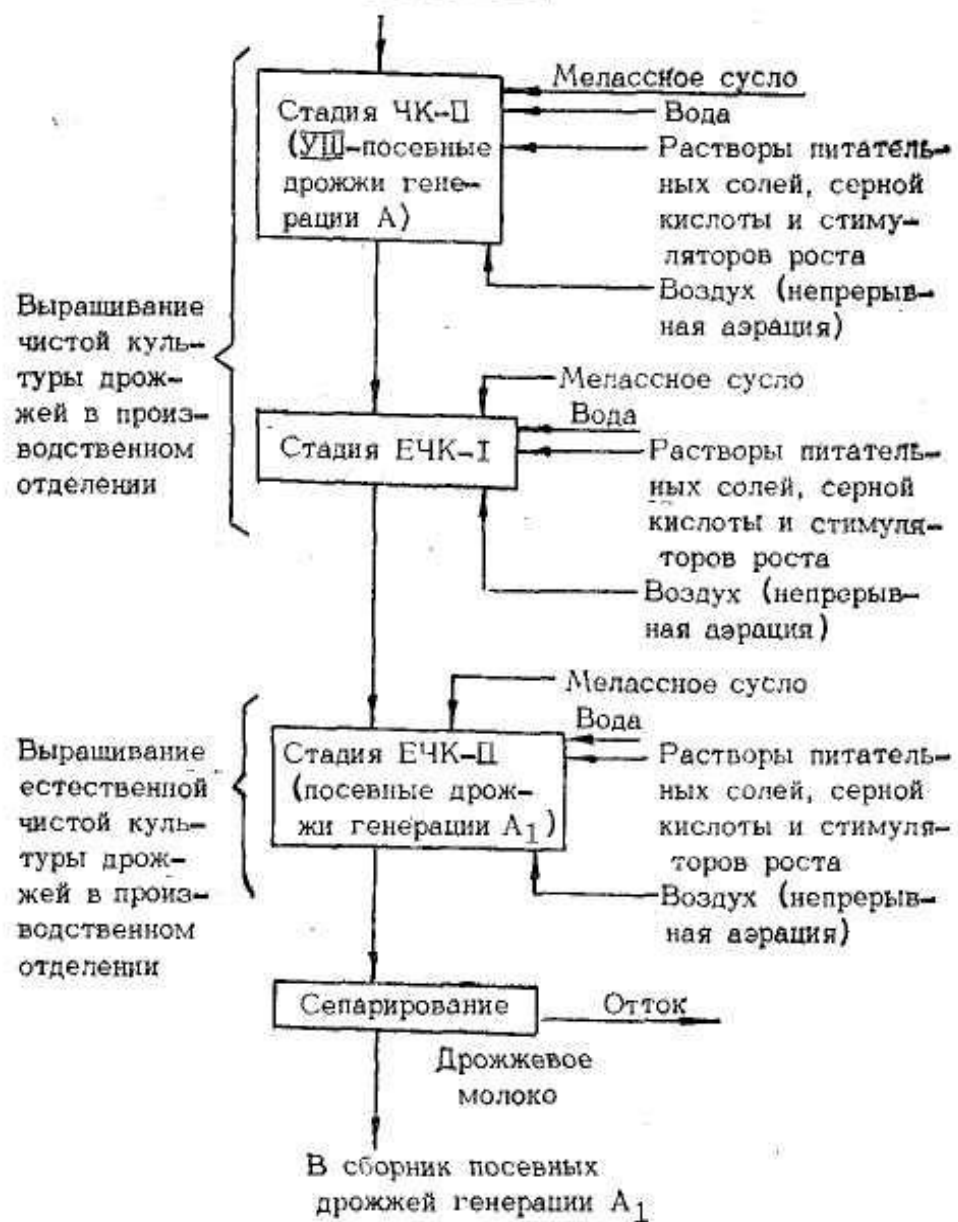 Стадия ЧК-П
(УШ-посевные
дрожжи гене-
рации А)
Мелассное сусло
Вода
Растворы питатель-
ных солей, серной
кислоты и стиму-
ляторов роста
Воздух (непрерыв-
ная аэрация)
Выращивание
чистой куль-
туры дрож-
жей в произ-
водственном
отделении
Стадия ЕЧК-I
Мелассное сусло
Вода
Растворы питатель-
ных солей, серной
кислоты и стимуля-
торов роста
Воздух (непрерыв-
ная аэрация)
Выращивание
естественной
чистой куль-
туры дрож-
жей в произ-
водственном
отделении
Стадия ЕЧК-П
(посевные дрож-
жи генерации А1)
Мелассное сусло
Вода
Растворы питатель-
ных солей, серной
кислоты и стимуля-
торов роста
Воздух (непрерыв-
ная аэрация)
Сепарирование
Отток
Дрожжевое
молоко
В сборник посевных
дрожжей генерации А1